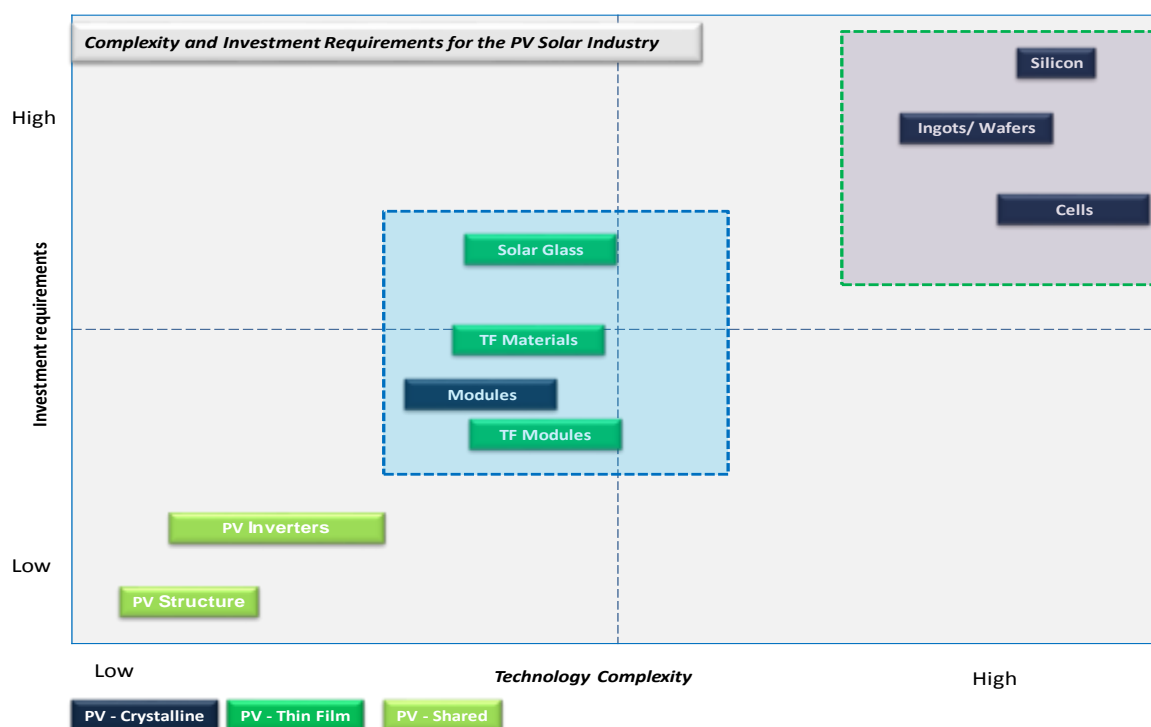 Complexity and Investment Requirements for the PV Solar Industry
Silicon
High
Ingots/ Wafers
Cells
Solar Glass
Investment requirements
TF Materials
Modules
TF Modules
PV Inverters
Low
PV Structure
Low
Technology Complexity
High
PV - Crystalline
PV - Thin Film
PV - Shared